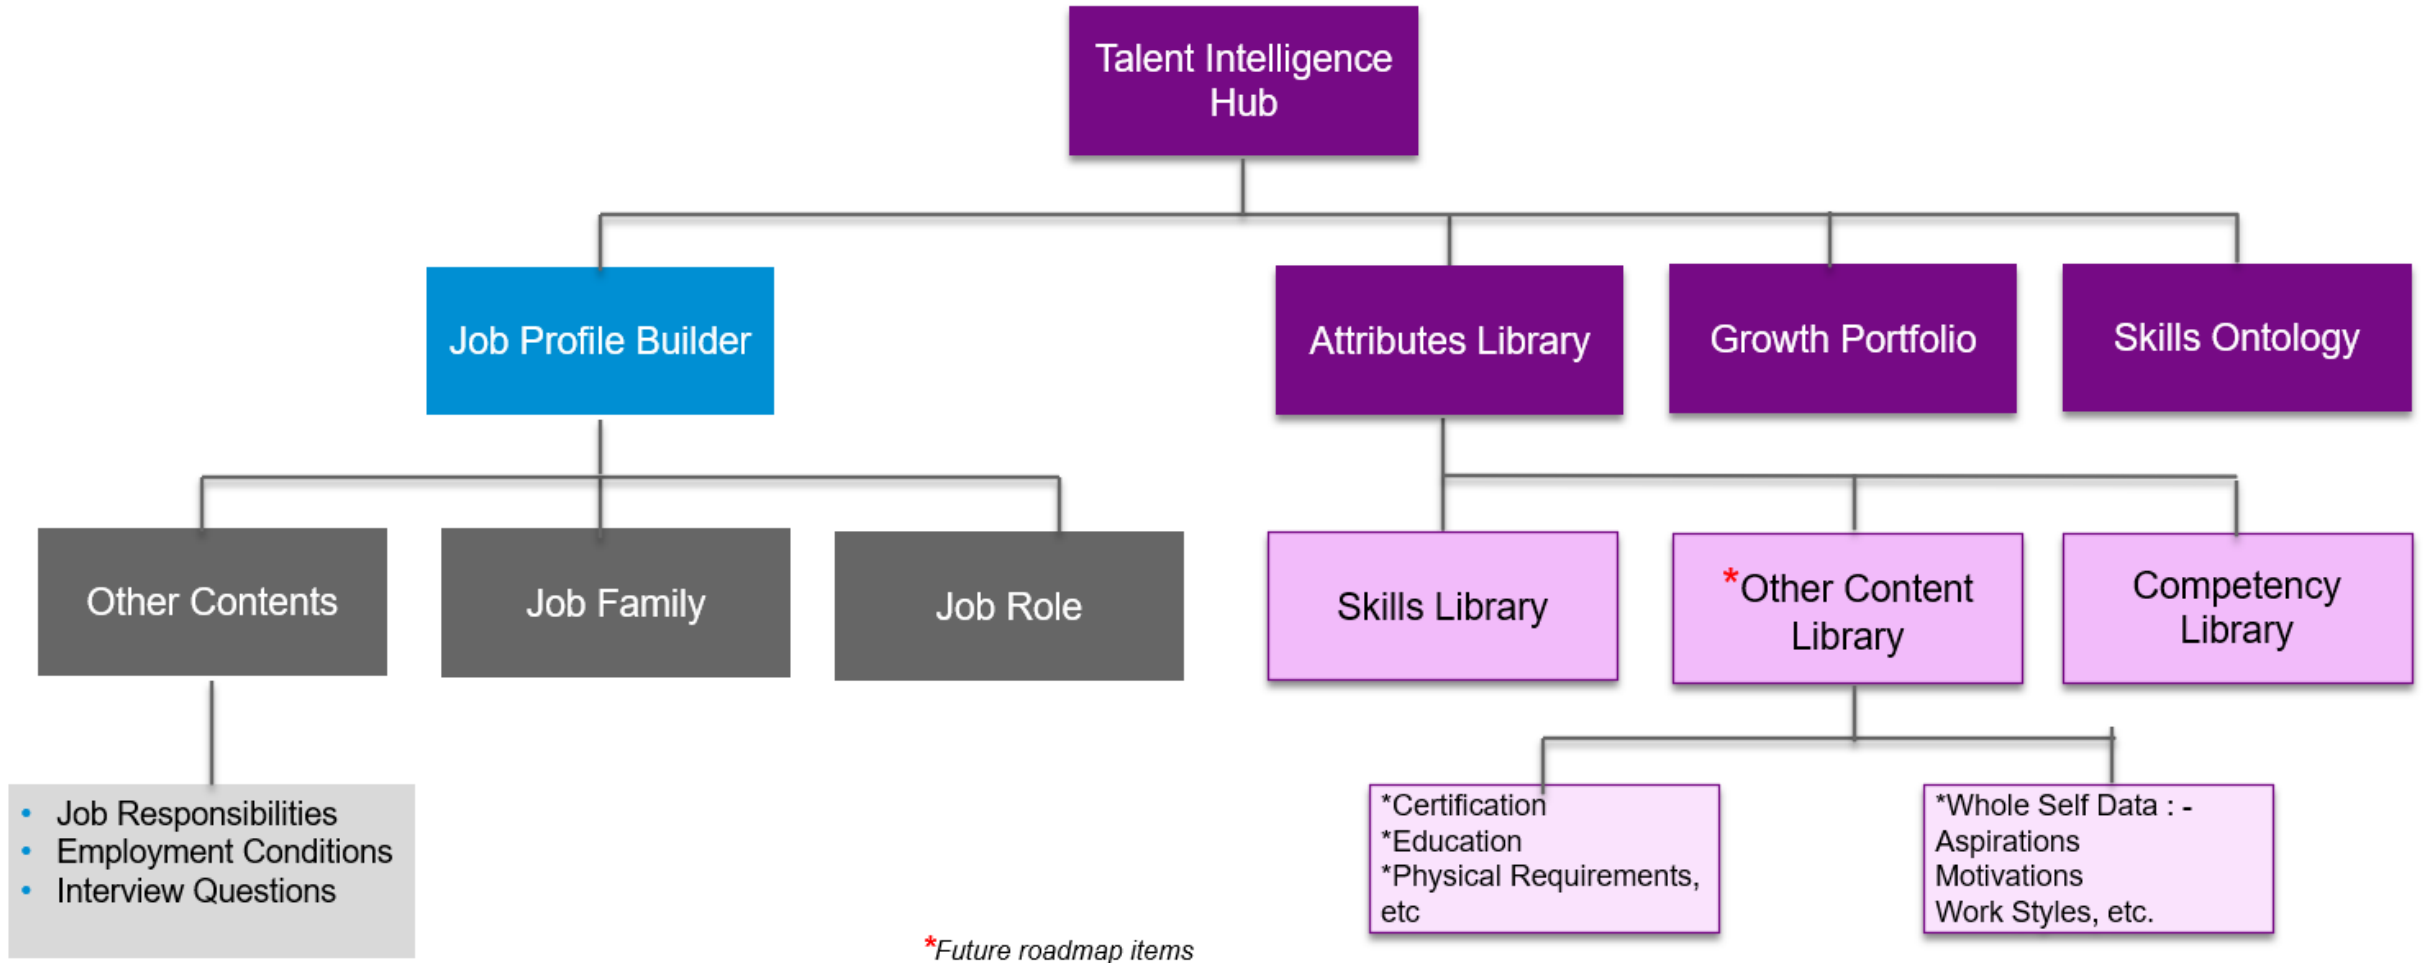 Talent Intelligence
Hub
Job Profile Builder
Attributes Library
Growth Portfolio
Skills Ontology
Other Contents
Job Family
Job Role
Skills Library
*Other Content
Library
Competency
Library
• Job Responsibilities
• Employment Conditions
• Interview Questions
*Certification
*Education
*Physical Requirements,
etc
*Whole Self Data : -
Aspirations
Motivations
Work Styles, etc.
*Future roadmap items